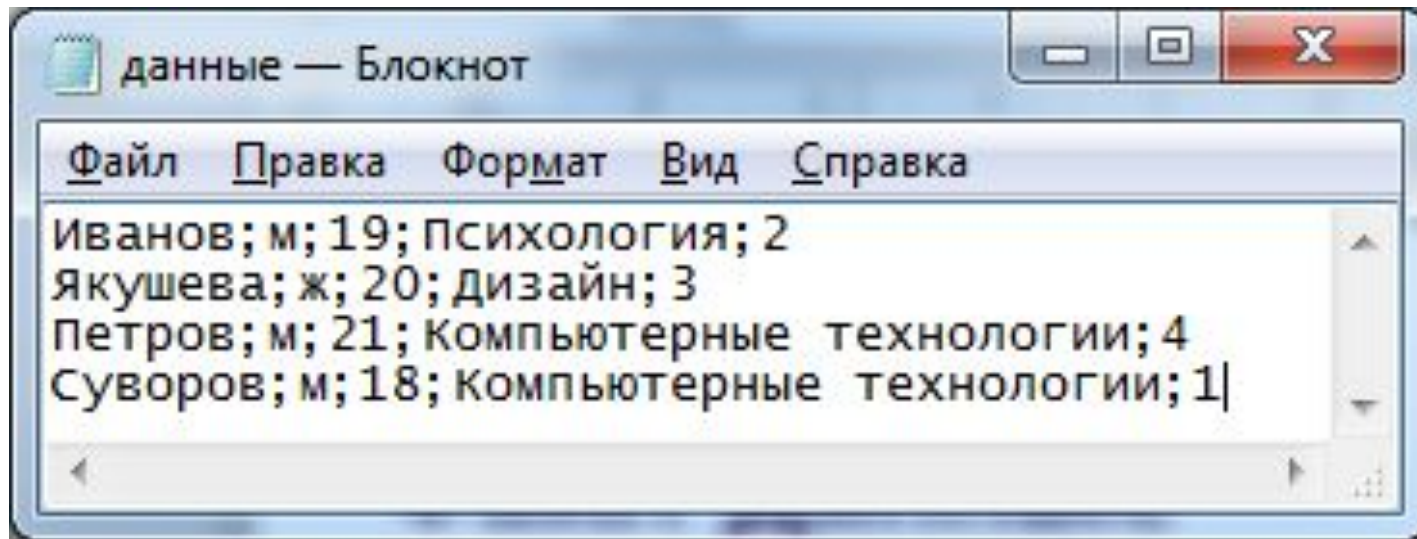 данные — Блокнот
Файл Правка Формат Вид Справка
Иванов;м;19;Психология;2
Якушева;ж;20;Дизайн;3
Петров;м;21;Компьютерные технологии;4
Суворов;м;18;Компьютерные технологии;1